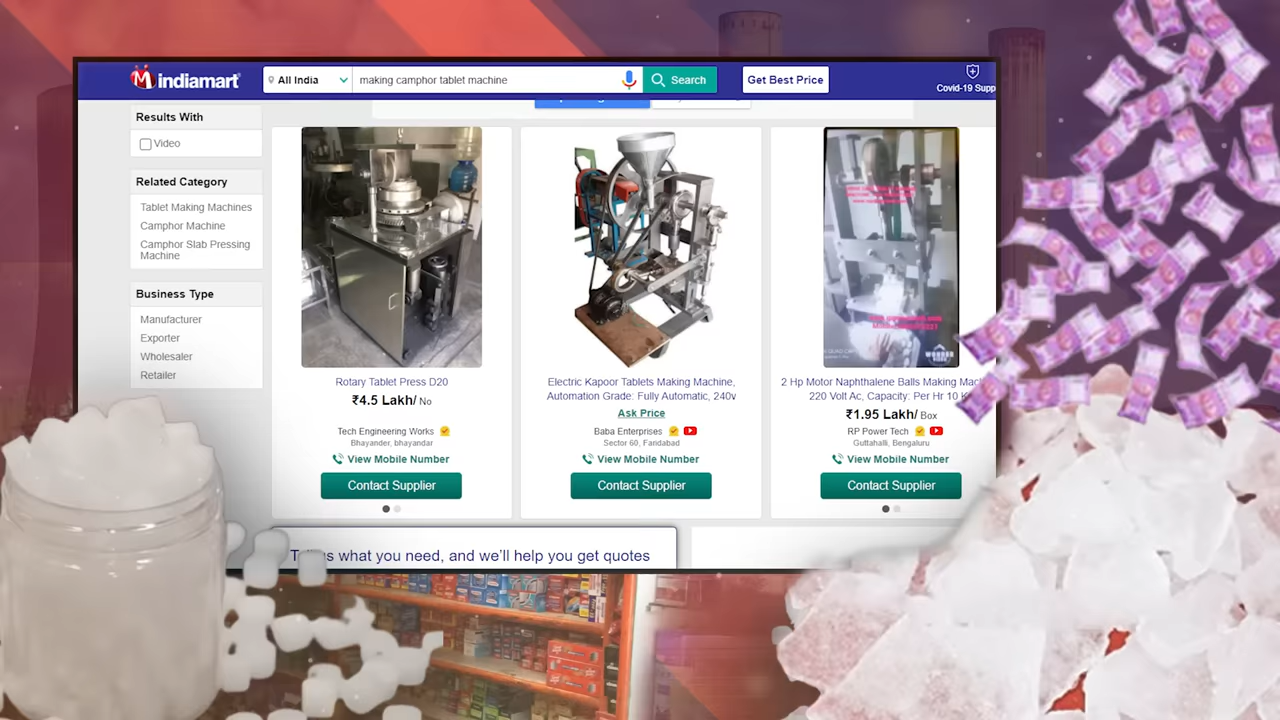 indiamart
All India
making camphor tablet machine
Search
Get Best Price
Covid-19 Supp
Results With
Video
Related Category
Tablet Making Machines
Camphor Machine
Camphor Slab Pressing
Machine
Business Type
Manufacturer
Exporter
Wholesaler
Retailer
Rotary Tablet Press D20
₹4.5 Lakh/ No
Tech Engineering Works
Bhayander, bhayandar
View Mobile Number
Contact Supplier
Electric Kapoor Tablets Making Machine,
Automation Grade: Fully Automatic, 240v
Ask Price
Baba Enterprises
Sector 60, Faridabad
View Mobile Number
Contact Supplier
2 Hp Motor Naphthalene Balls Making Mac
220 Volt Ac, Capacity: Per Hr 10 K
₹1.95 Lakh/ Box
RP Power Tech
Guttahalli, Bengaluru
View Mobile Number
Contact Supplier
what you need, and we'll help you get quotes